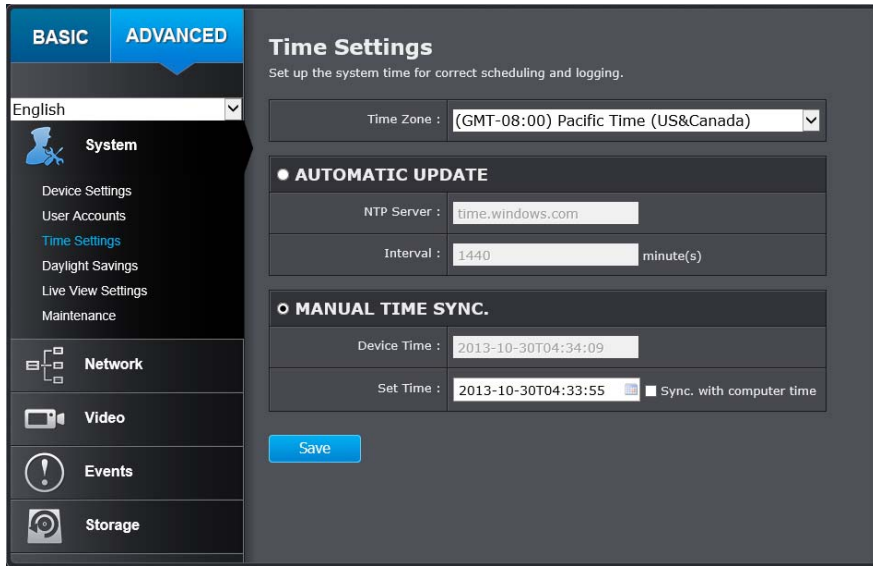 BASIC
ADVANCED
English
System
Device Settings
User Accounts
Time Settings
Daylight Savings
Live View Settings
Maintenance
Network
Video
Events
Storage
Time Settings
Set up the system time for correct scheduling and logging.
Time Zone : (GMT-08:00) Pacific Time (US&Canada)
AUTOMATIC UPDATE
NTP Server : time.windows.com
Interval : 1440 minute(s)
MANUAL TIME SYNC.
Device Time : 2013-10-30T04:34:09
Set Time : 2013-10-30T04:33:55 Sync. with computer time
Save